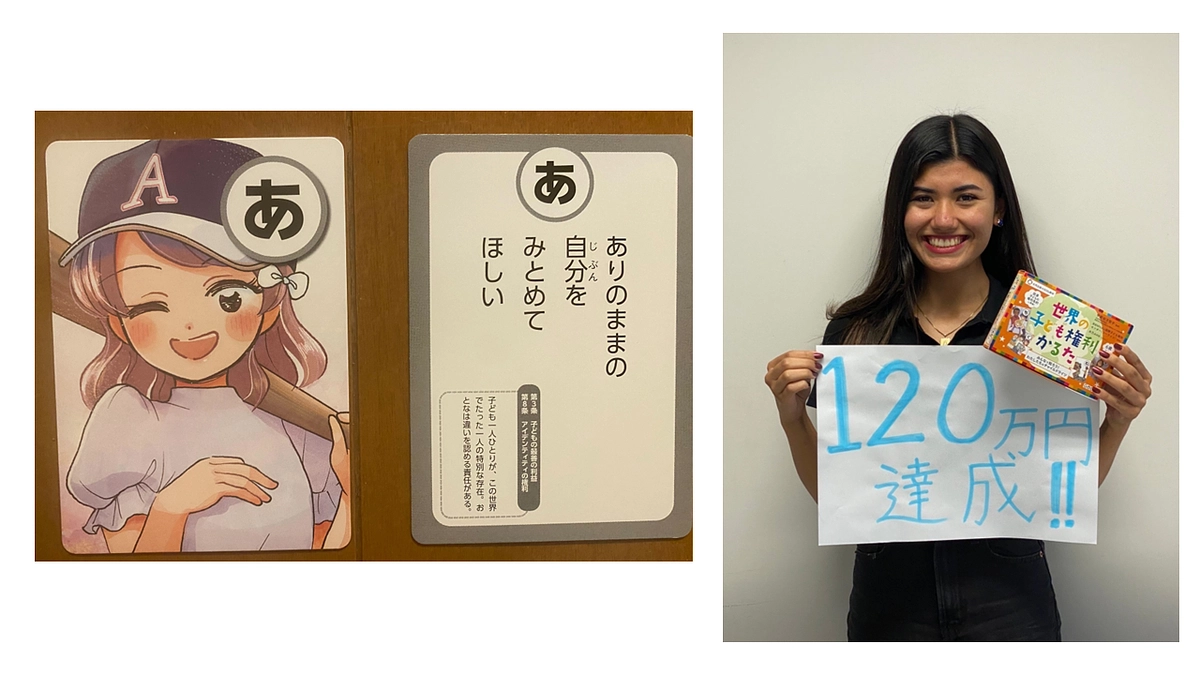 A
あ
あ
ありのままの
自分を
じぶん
みとめて
ほしい
第3条 子どもの最善の利益
第8条 アイデンティティの権利
子ども一人ひとりが、この世界
でたった一人の特別な存在。お
となは違いを認める責任がある。
世界の
子ども権利
かるた
120万円
達成!!